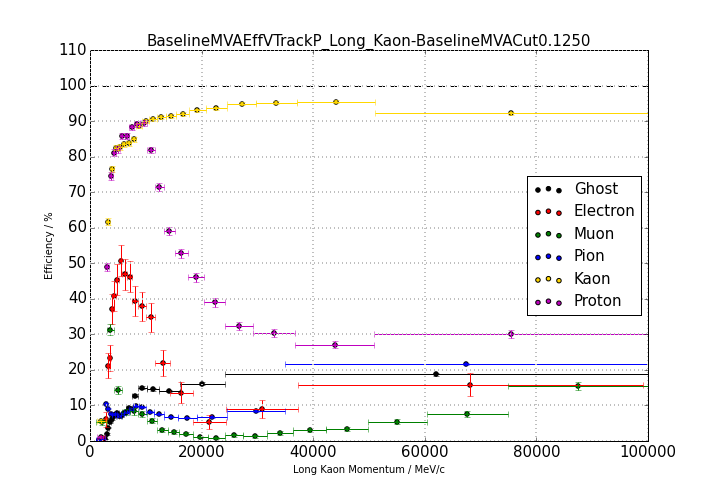 BaselineMVAEffVTrackP_Long_Kaon-BaselineMVACut0.1250
110
100
90
80
70
60
50
40
30
20
10
0
Efficiency / %
Ghost
Electron
Muon
Pion
Kaon
Proton
0 20000 40000 60000 80000 100000
Long Kaon Momentum / MeV/c